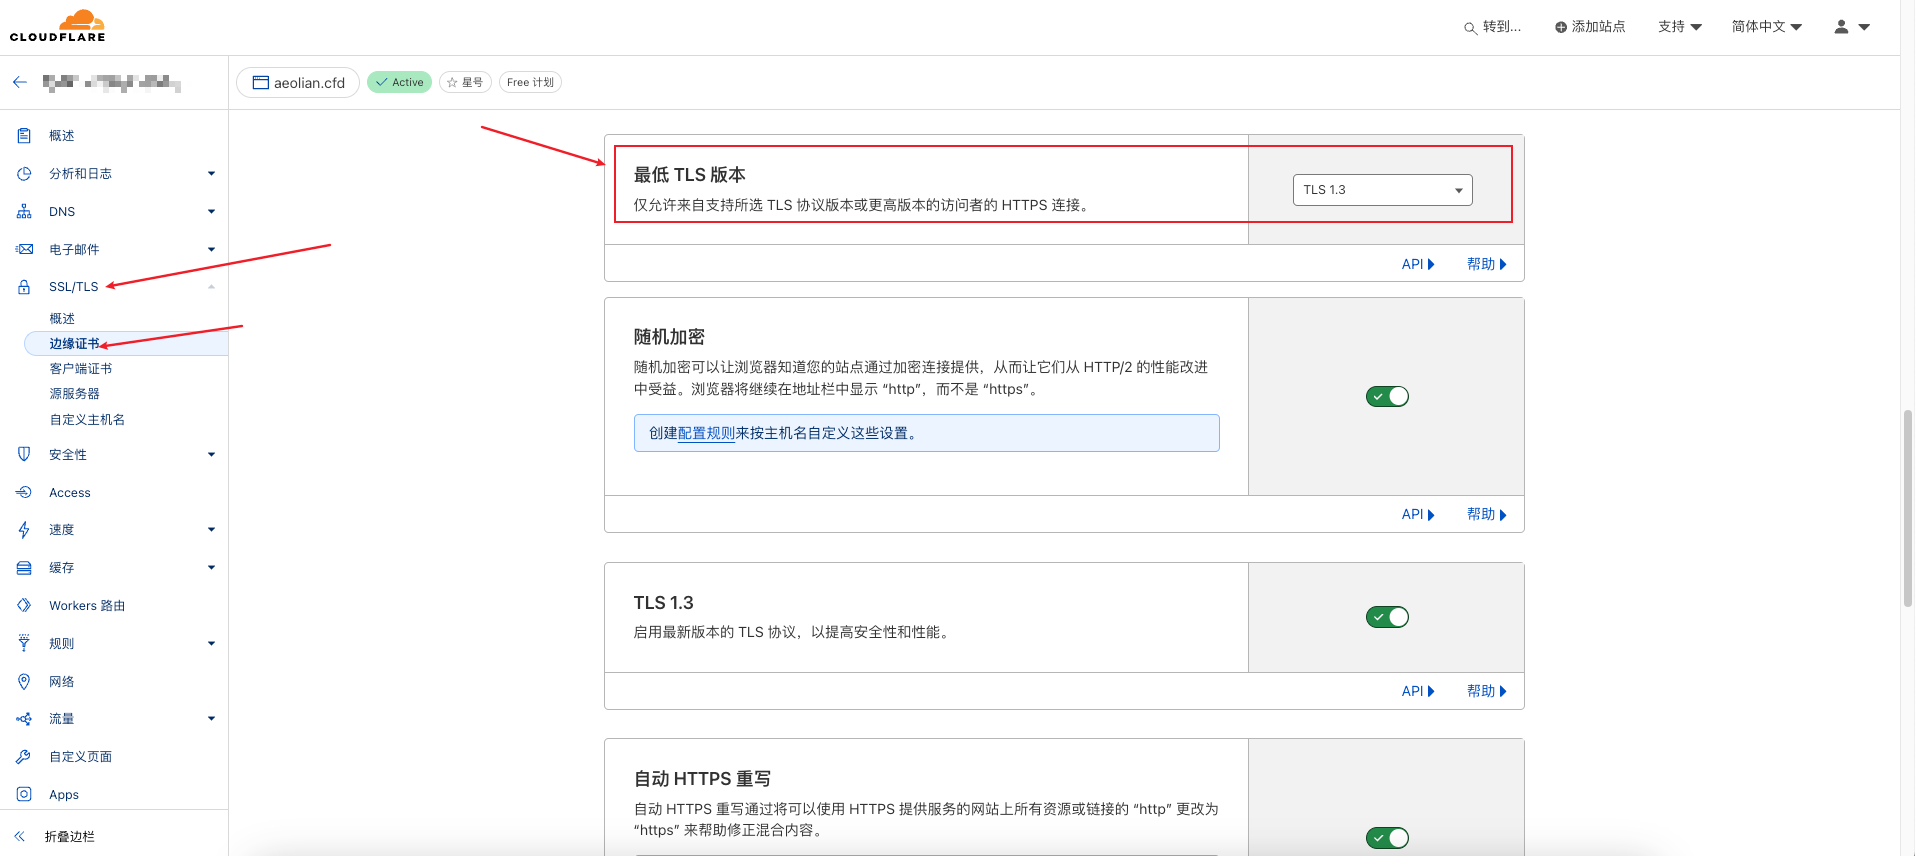 CLOUDFLARE
转到...
添加站点
支持
简体中文
aeolian.cfd
Active
星号
Free 计划
概述
分析和日志
DNS
电子邮件
SSL/TLS
概述
边缘证书
客户端证书
源服务器
自定义主机名
安全性
Access
速度
缓存
Workers 路由
规则
网络
流量
自定义页面
Apps
折叠边栏
最低 TLS 版本
仅允许来自支持所选 TLS 协议版本或更高版本的访问者的 HTTPS 连接。
TLS 1.3
API
帮助
随机加密
随机加密可以让浏览器知道您的站点通过加密连接提供，从而让它们从 HTTP/2 的性能改进
中受益。浏览器将继续在地址栏中显示 “http”，而不是 “https”。
创建配置规则来按主机名自定义这些设置。
API
帮助
TLS 1.3
启用最新版本的 TLS 协议，以提高安全性和性能。
API
帮助
自动 HTTPS 重写
自动 HTTPS 重写通过将可以使用 HTTPS 提供服务的网站上所有资源或链接的 “http” 更改为
“https” 来帮助修正混合内容。